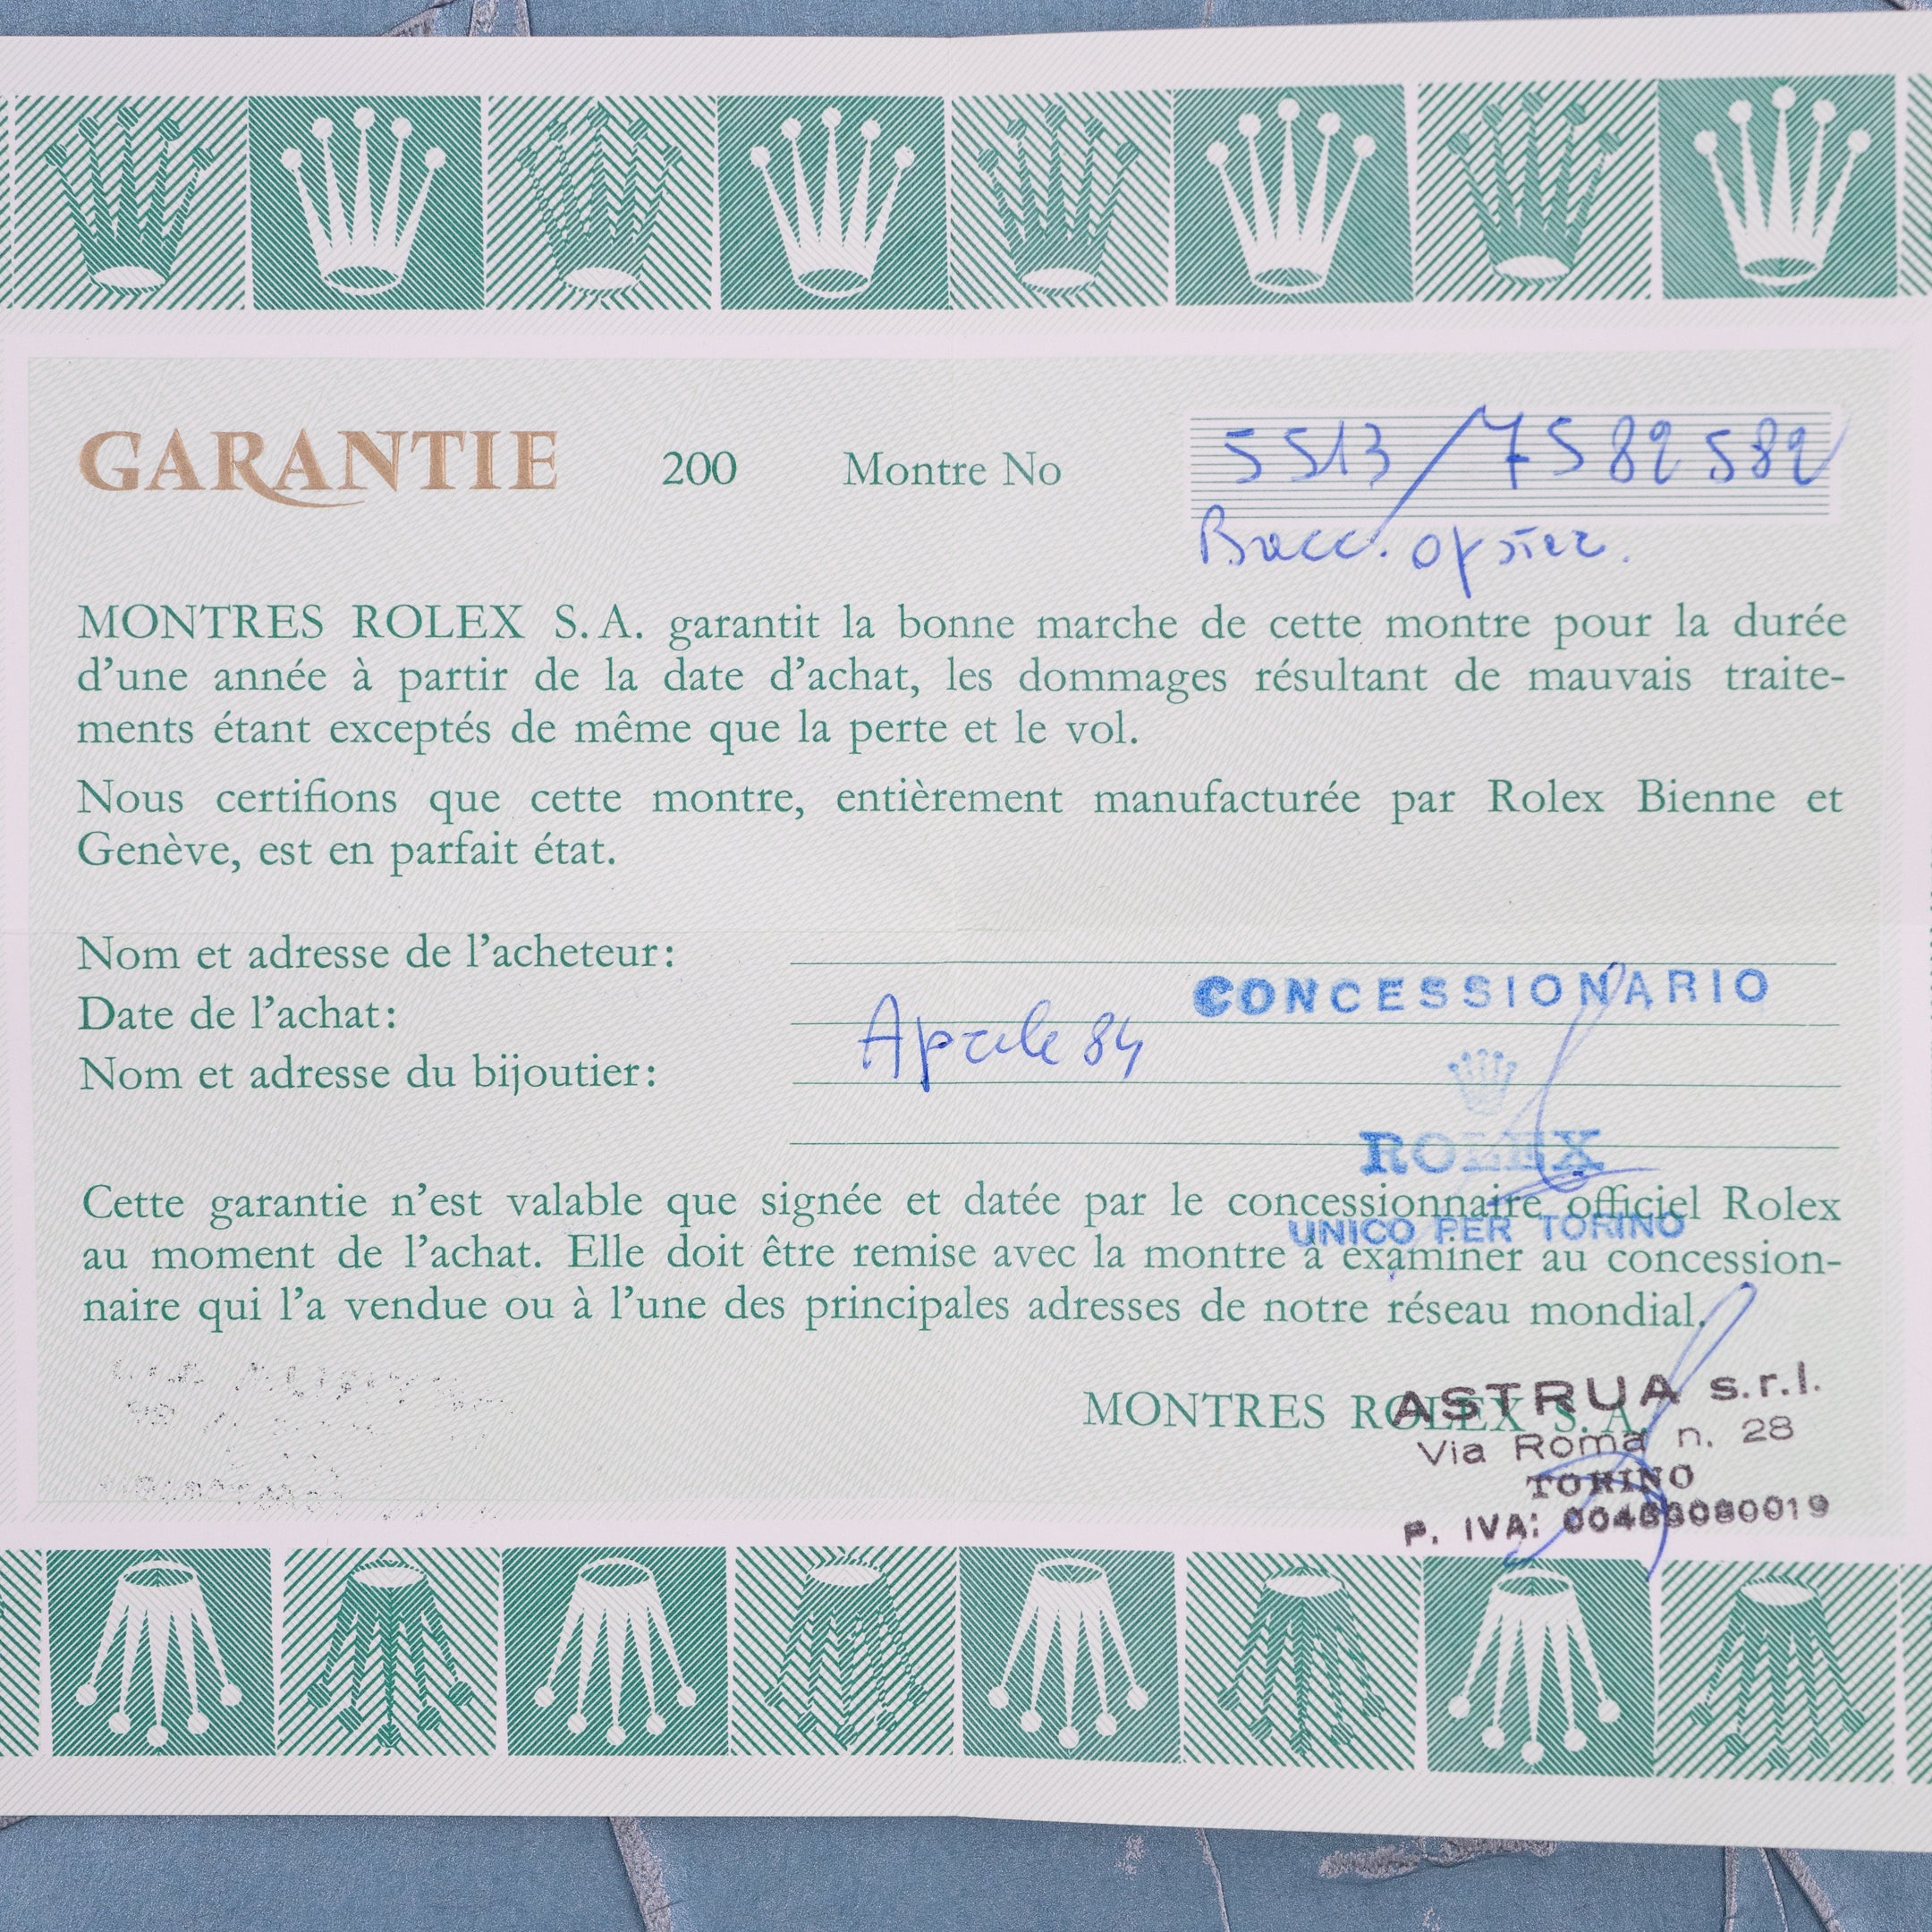 GARANTIE 200 Montre No 5513/7582582
Bracc. oyster.
MONTRES ROLEX S.A. garantit la bonne marche de cette montre pour la durée
d'une année à partir de la date d'achat, les dommages résultant de mauvais traite-
ments étant exceptés de même que la perte et le vol.
Nous certifions que cette montre, entièrement manufacturée par Rolex Bienne et
Genève, est en parfait état.
Nom et adresse de l'acheteur:
CONCESSIONARIO
Date de l'achat: Aprile 84
Nom et adresse du bijoutier:
ROLEX
UNICO PER TORINO
Cette garantie n'est valable que signée et datée par le concessionnaire officiel Rolex
au moment de l'achat. Elle doit être remise avec la montre à examiner au concession-
naire qui l'a vendue ou à l'une des principales adresses de notre réseau mondial.
MONTRES ROLEX S.A.
ASTRUA s.r.l.
Via Roma n. 28
TORINO
P. IVA: